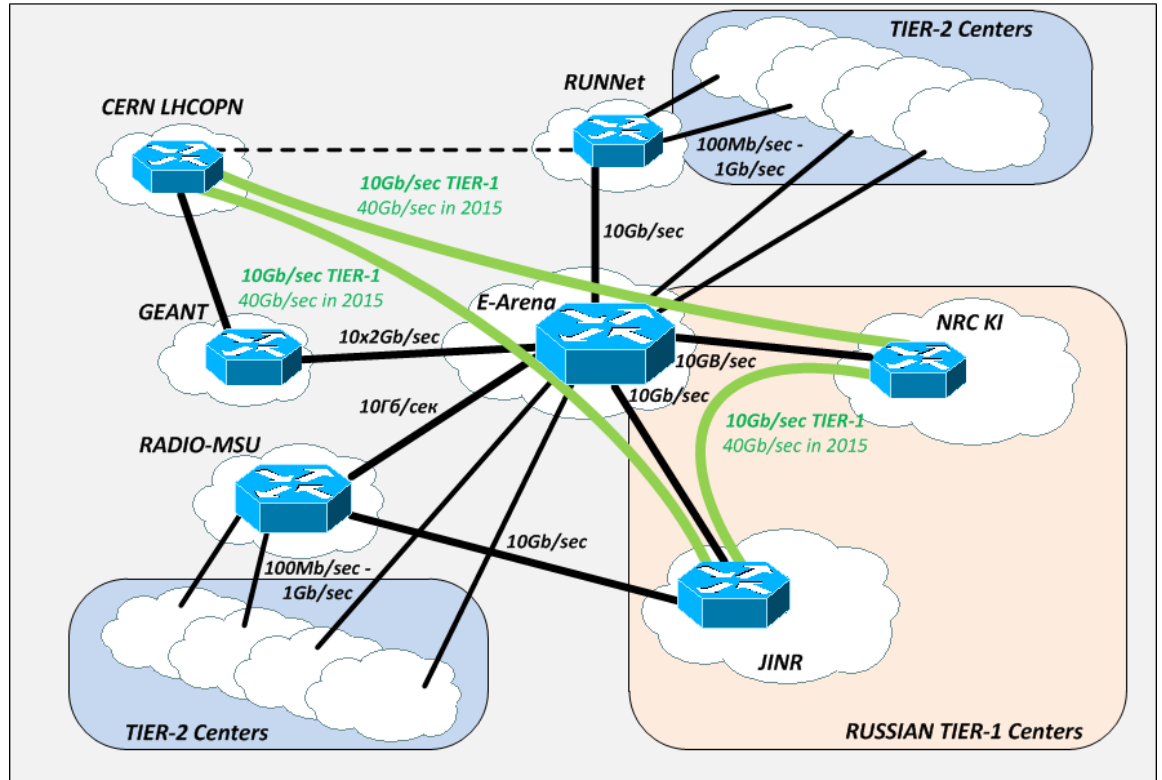 TIER-2 Centers
RUNNet
CERN LHCOPN
100Mb/sec -
1Gb/sec
10Gb/sec TIER-1
40Gb/sec in 2015
10Gb/sec
10Gb/sec TIER-1
40Gb/sec in 2015
E-Arena
GEANT
NRC KI
10x2Gb/sec
10GB/sec
10Gb/sec
10Гб/сек
10Gb/sec TIER-1
40Gb/sec in 2015
RADIO-MSU
10Gb/sec
100Mb/sec -
1Gb/sec
JINR
TIER-2 Centers
RUSSIAN TIER-1 Centers